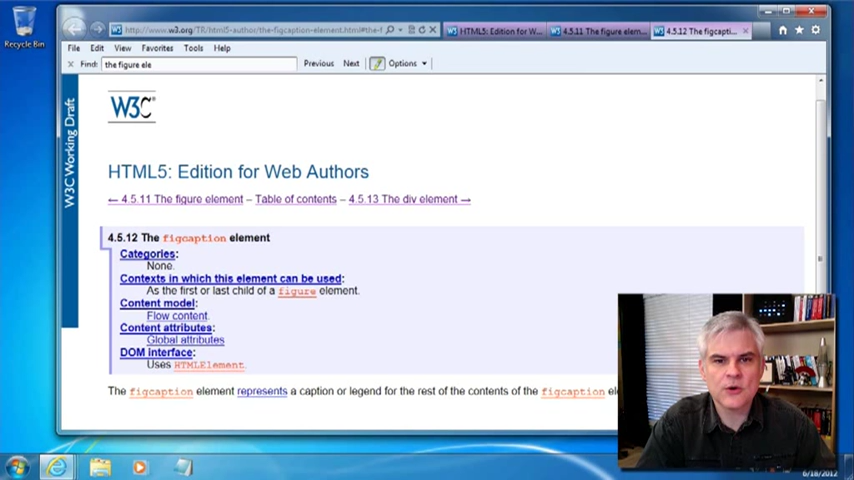 Recycle Bin
http://www.w3.org/TR/html5-author/the-figcaption-element.html#the-f
HTML5: Edition for W...
4.5.11 The figure elem...
4.5.12 The figcapti...
File Edit View Favorites Tools Help
Find: the figure ele Previous Next Options
W3C Working Draft
W3C
HTML5: Edition for Web Authors
← 4.5.11 The figure element – Table of contents – 4.5.13 The div element →
4.5.12 The figcaption element
Categories:
None.
Contexts in which this element can be used:
As the first or last child of a figure element.
Content model:
Flow content.
Content attributes:
Global attributes
DOM interface:
Uses HTMLElement.
The figcaption element represents a caption or legend for the rest of the contents of the figcaption el
6/18/2012